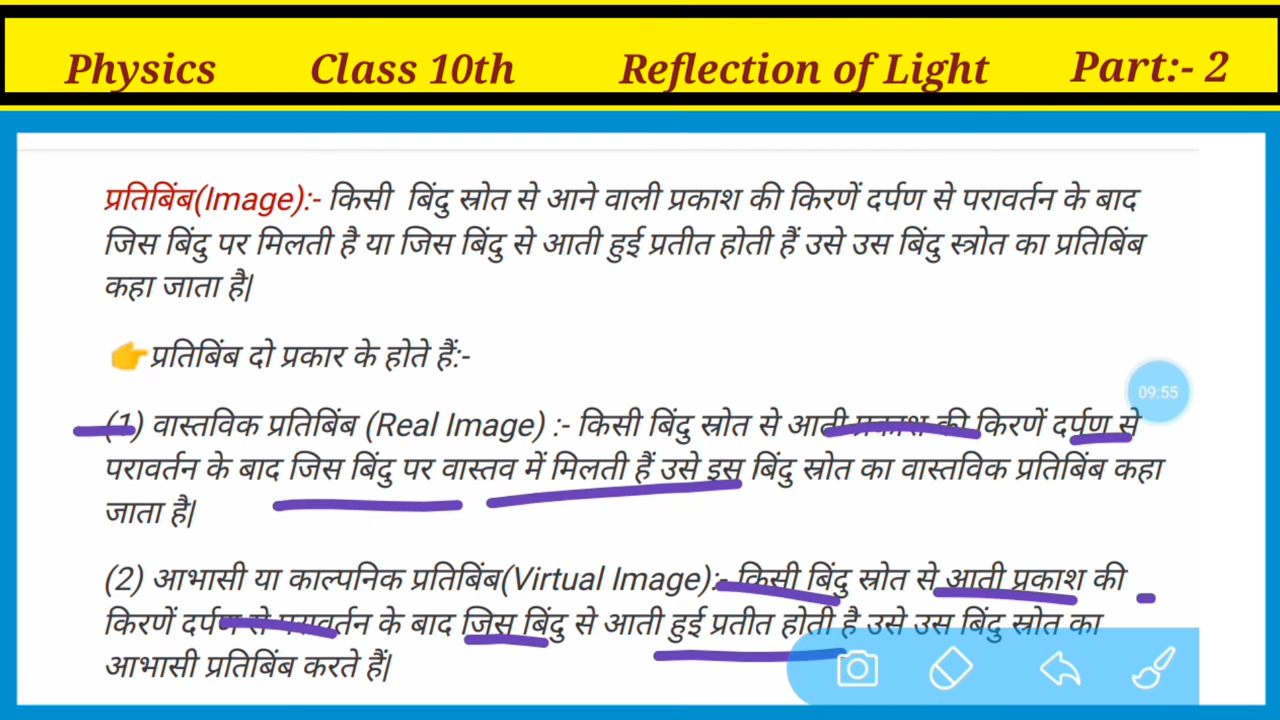 Physics Class 10th Reflection of Light Part:- 2
प्रतिबिंब(Image):- किसी बिंदु स्रोत से आने वाली प्रकाश की किरणें दर्पण से परावर्तन के बाद
जिस बिंदु पर मिलती है या जिस बिंदु से आती हुई प्रतीत होती हैं उसे उस बिंदु स्त्रोत का प्रतिबिंब
कहा जाता है|
👉प्रतिबिंब दो प्रकार के होते हैं:-
09:55
(1) वास्तविक प्रतिबिंब (Real Image) :- किसी बिंदु स्रोत से आती प्रकाश की किरणें दर्पण से
परावर्तन के बाद जिस बिंदु पर वास्तव में मिलती हैं उसे इस बिंदु स्रोत का वास्तविक प्रतिबिंब कहा
जाता है|
(2) आभासी या काल्पनिक प्रतिबिंब(Virtual Image):- किसी बिंदु स्रोत से आती प्रकाश की
किरणें दर्पण से परावर्तन के बाद जिस बिंदु से आती हुई प्रतीत होती है उसे उस बिंदु स्रोत का
आभासी प्रतिबिंब करते हैं|